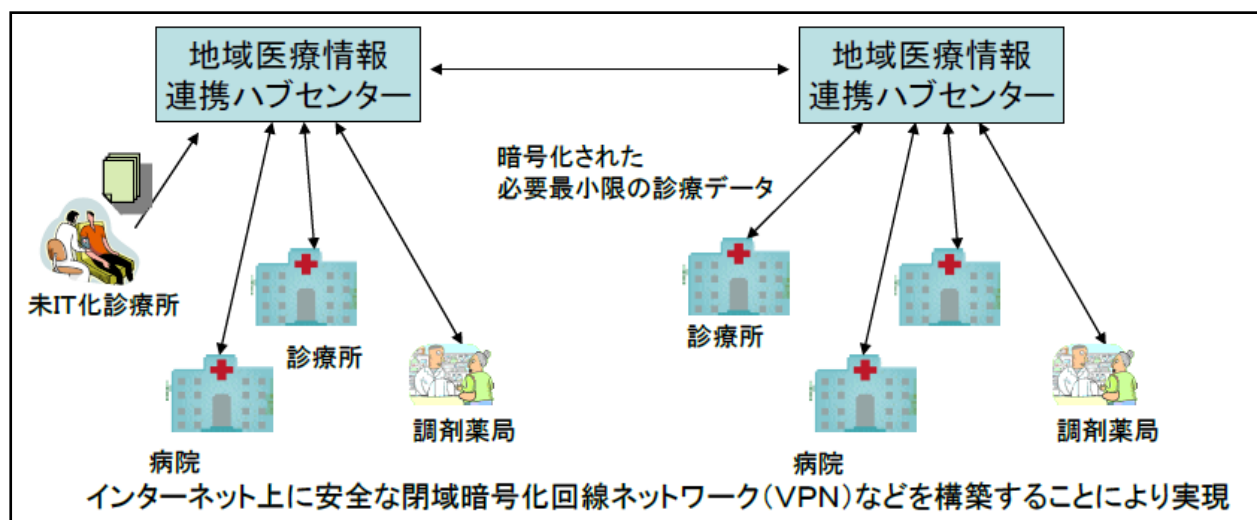 地域医療情報
連携ハブセンター
地域医療情報
連携ハブセンター
暗号化された
必要最小限の診療データ
未IT化診療所
診療所
診療所
調剤薬局
調剤薬局
病院
病院
インターネット上に安全な閉域暗号化回線ネットワーク(VPN)などを構築することにより実現